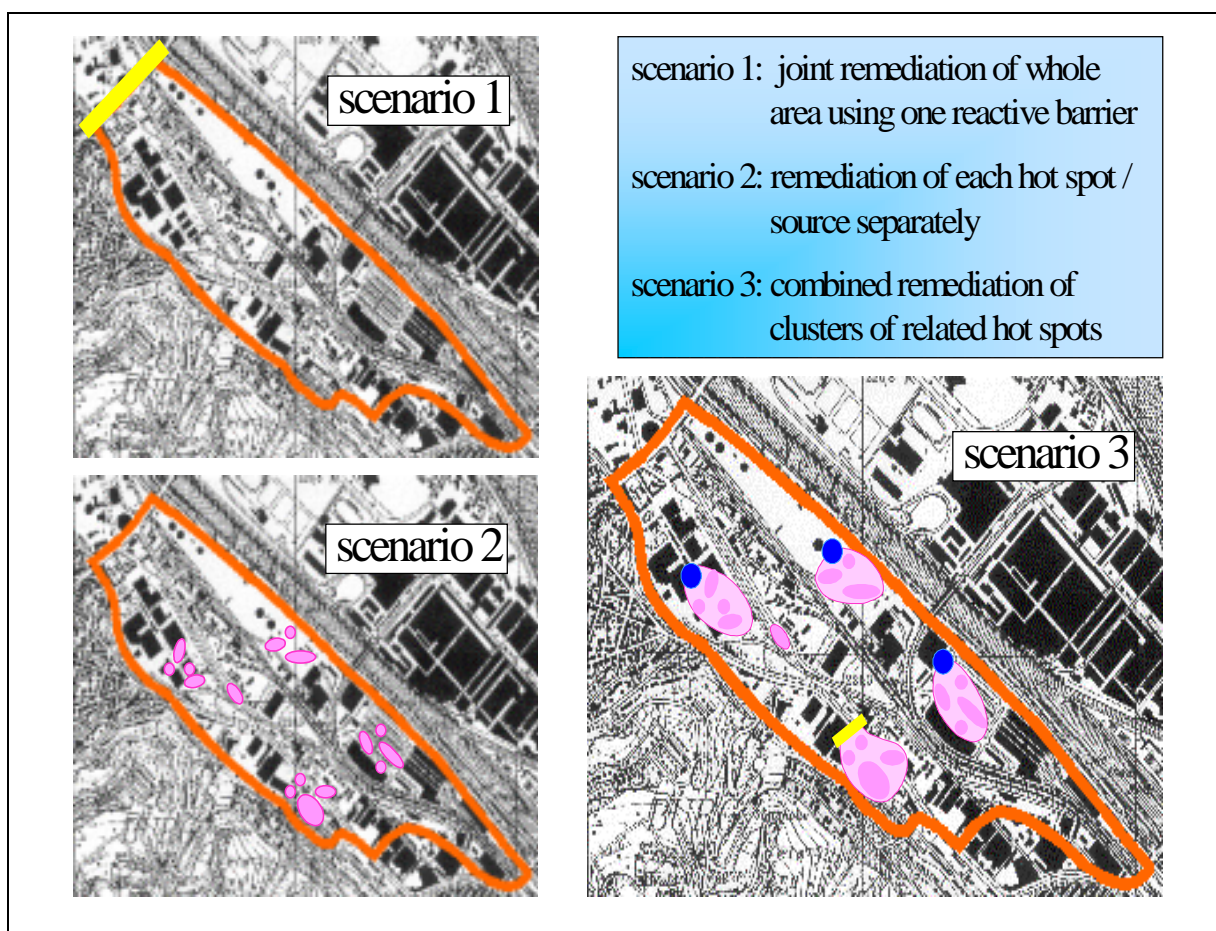 scenario 1
scenario 1: joint remediation of whole
area using one reactive barrier
scenario 2: remediation of each hot spot /
source separately
scenario 3: combined remediation of
clusters of related hot spots
scenario 2
scenario 3